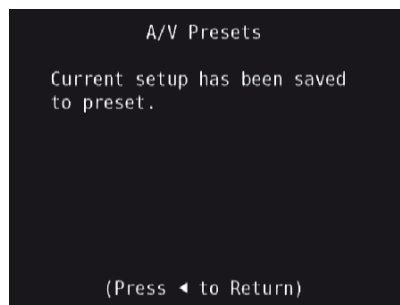 A/V Presets
Current setup has been saved
to preset.
(Press ◄ to Return)